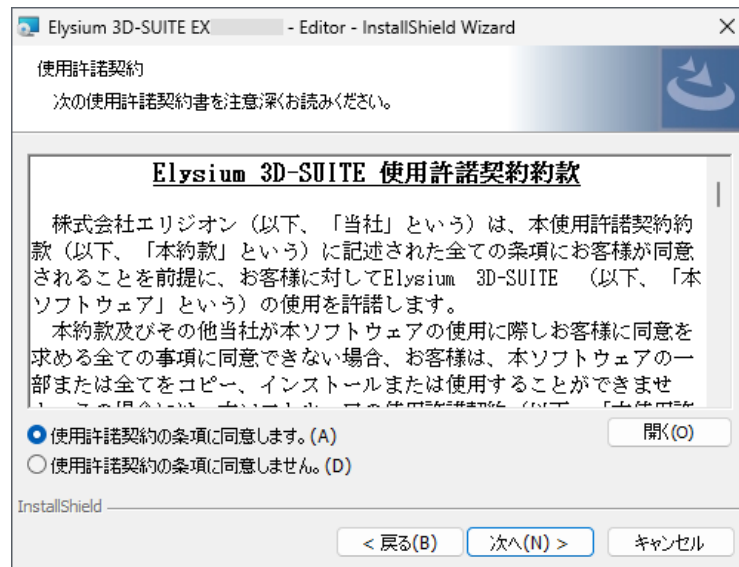 Elysium 3D-SUITE EX - Editor - InstallShield Wizard
使用許諾契約
次の使用許諾契約書を注意深くお読みください。
Elysium 3D-SUITE 使用許諾契約約款
株式会社エリジオン（以下、「当社」という）は、本使用許諾契約約
款（以下、「本約款」という）に記述された全ての条項にお客様が同意
されることを前提に、お客様に対してElysium 3D-SUITE （以下、「本
ソフトウェア」という）の使用を許諾します。
本約款及びその他当社が本ソフトウェアの使用に際しお客様に同意を
求める全ての事項に同意できない場合、お客様は、本ソフトウェアの一
部または全てをコピー、インストールまたは使用することができませ
使用許諾契約の条項に同意します。(A)
開く(O)
使用許諾契約の条項に同意しません。(D)
InstallShield
< 戻る(B)
次へ(N) >
キャンセル